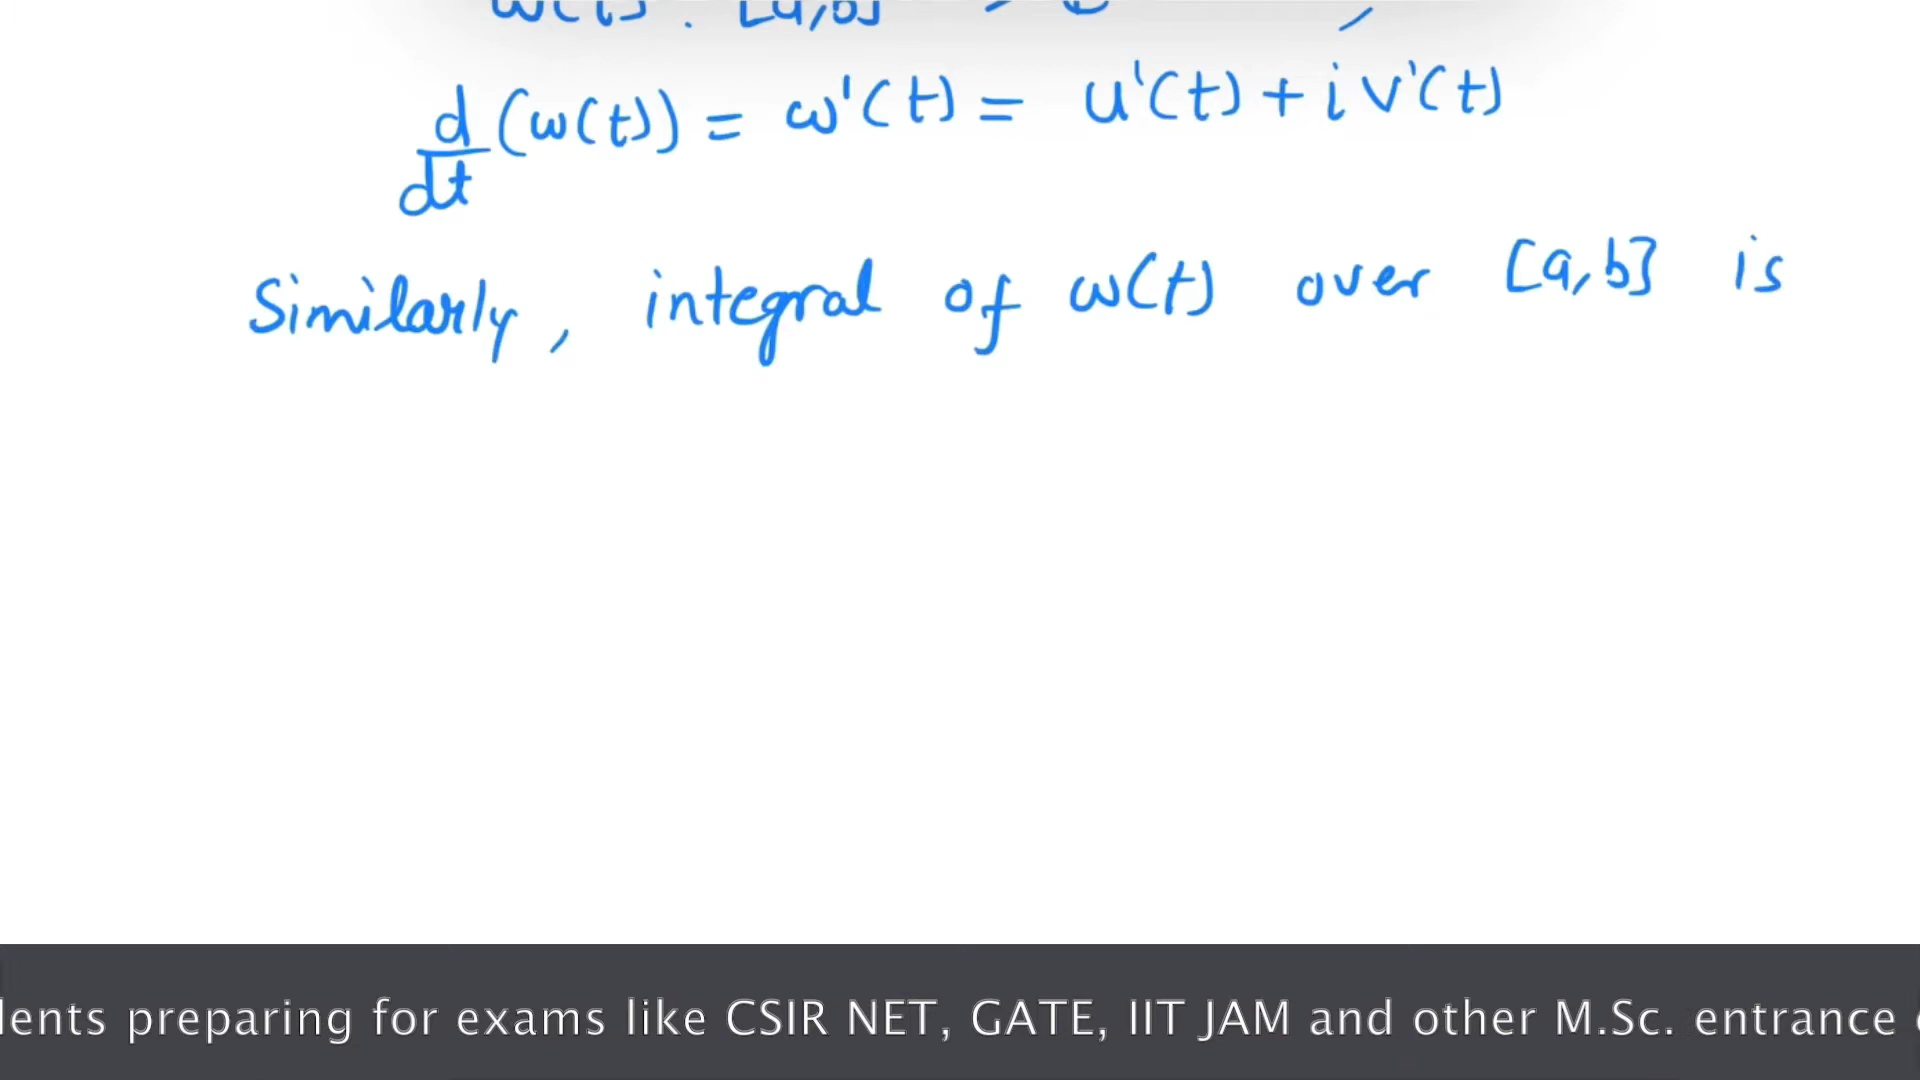 w(t) : [a,b]
d/dt (w(t)) = w'(t) = u'(t) + i v'(t)
Similarly, integral of w(t) over [a,b] is
preparing for exams like CSIR NET, GATE, IIT JAM and other M.Sc. entrance